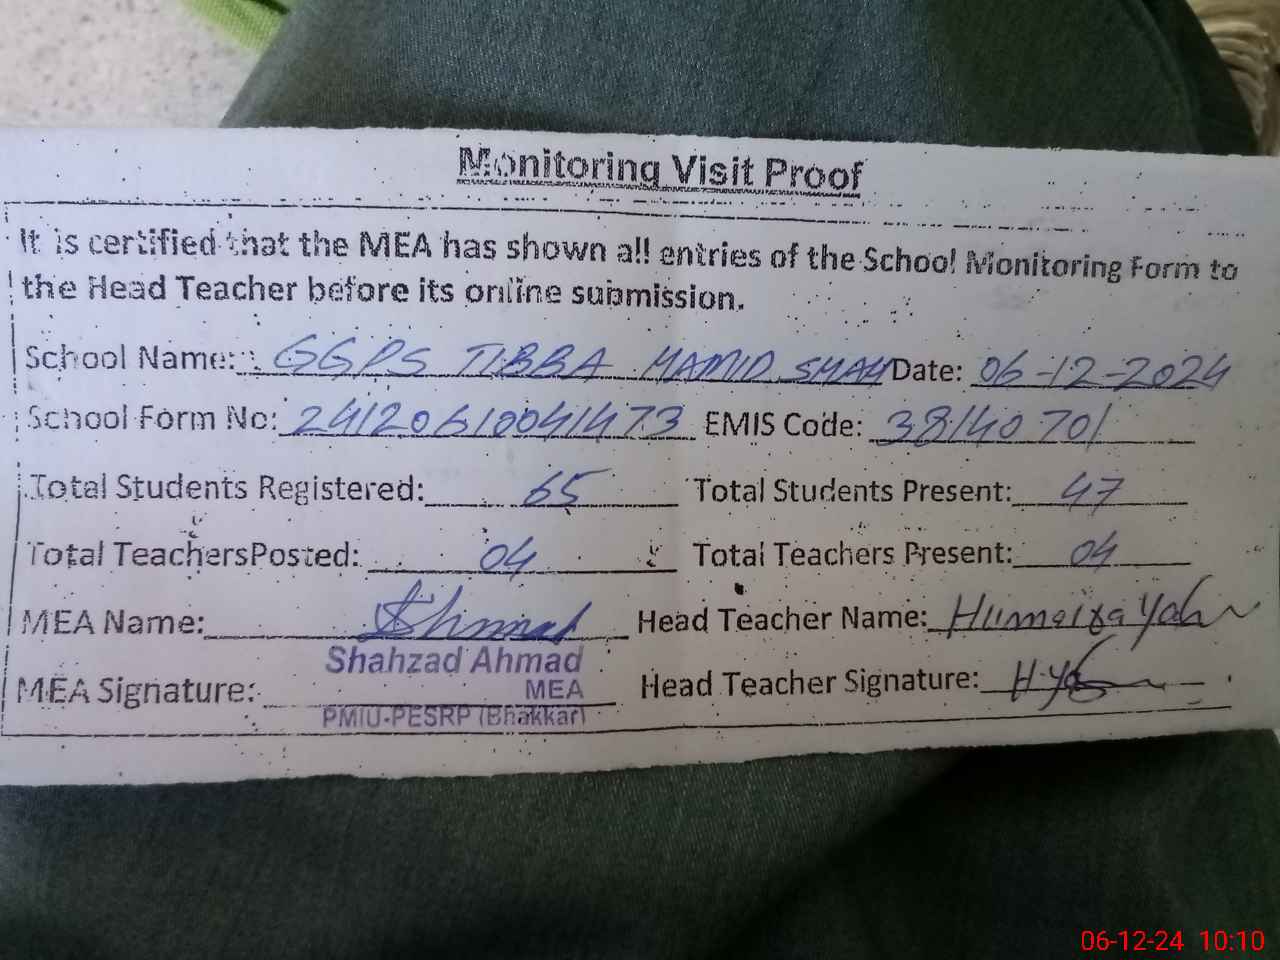 Monitoring Visit Proof
It is certified that the MEA has shown all entries of the School Monitoring Form to
the Head Teacher before its online submission.
School Name: GGPS TIBBA HAMID SHAH Date: 06-12-2024
School Form No: 24120610041473 EMIS Code: 38140701
Total Students Registered: 65 Total Students Present: 47
Total TeachersPosted: 04 Total Teachers Present: 04
MEA Name: Head Teacher Name: Humaira
Shahzad Ahmad
MEA Signature: MEA Head Teacher Signature:
PMIU-PESRP (Bhakkar)
06-12-24 10:10